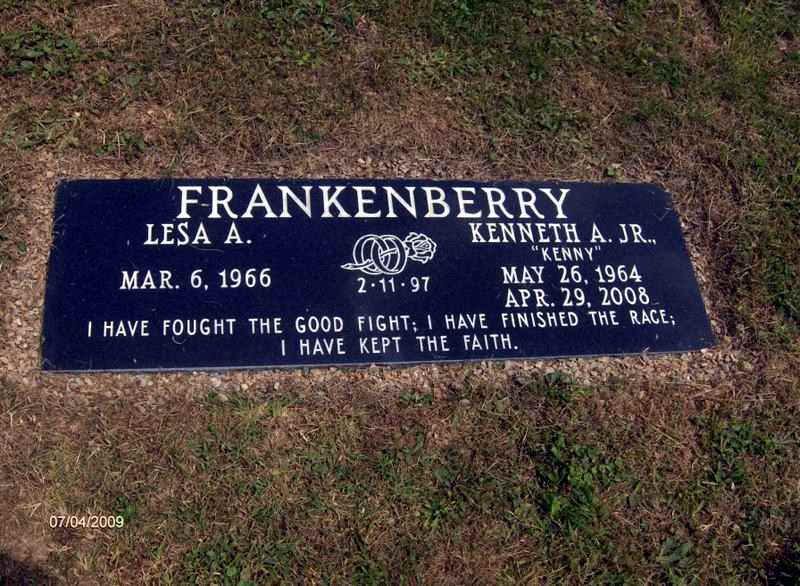 FRANKENBERRY
LESA A.
MAR. 6, 1966
2·11·97
KENNETH A. JR.,
"KENNY"
MAY 26, 1964
APR. 29, 2008
I HAVE FOUGHT THE GOOD FIGHT; I HAVE FINISHED THE RACE;
I HAVE KEPT THE FAITH.
07/04/2009